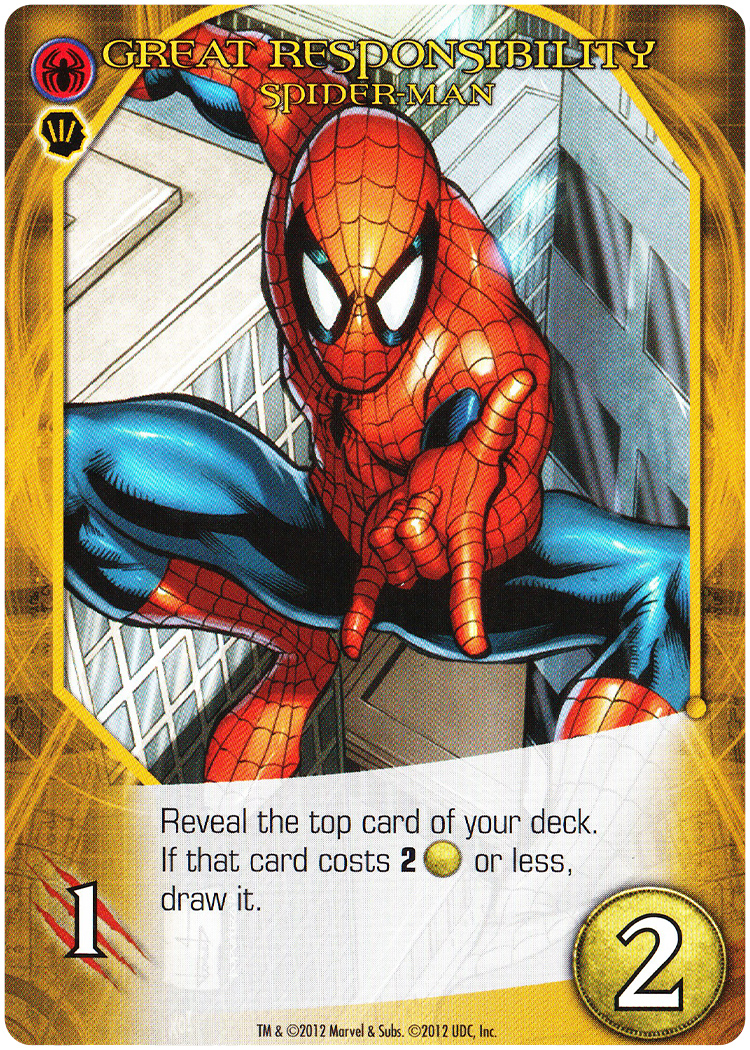 GREAT RESPONSIBILITY
SPIDER-MAN
Reveal the top card of your deck.
If that card costs 2 or less,
draw it.
1
2
TM & ©2012 Marvel & Subs. ©2012 UDC, Inc.